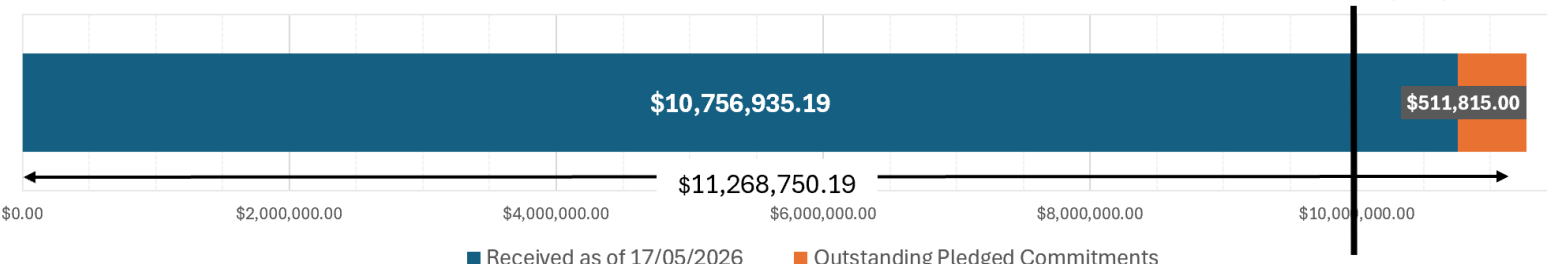 $10,756,935.19
$511,815.00
$11,268,750.19
$0.00 $2,000,000.00 $4,000,000.00 $6,000,000.00 $8,000,000.00 $10,000,000.00
Received as of 17/05/2026 Outstanding Pledged Commitments